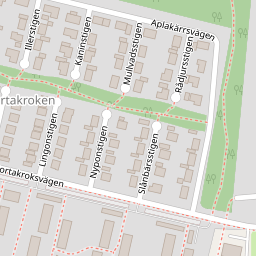 Aplakärrsvägen
Illerstigen
Kaninstigen
Mullvadsstigen
Rådjursstigen
ortakroken
Lingonstigen
Nyponstigen
Slånbärsstigen
ortakroksvägen